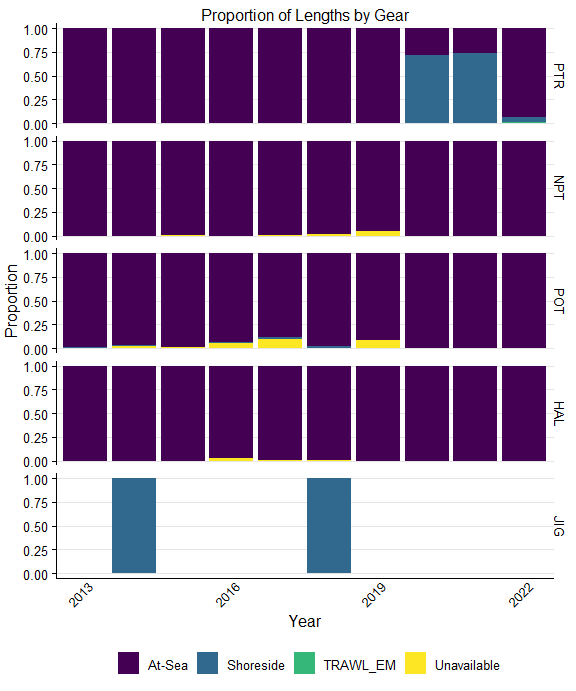 Proportion of Lengths by Gear
1.00
0.75
0.50
0.25
0.00
PTR
1.00
0.75
0.50
0.25
0.00
NPT
1.00
0.75
0.50
0.25
0.00
POT
1.00
0.75
0.50
0.25
0.00
HAL
1.00
0.75
0.50
0.25
0.00
JIG
Proportion
2013 2016 2019 2022
Year
At-Sea Shoreside TRAWL_EM Unavailable